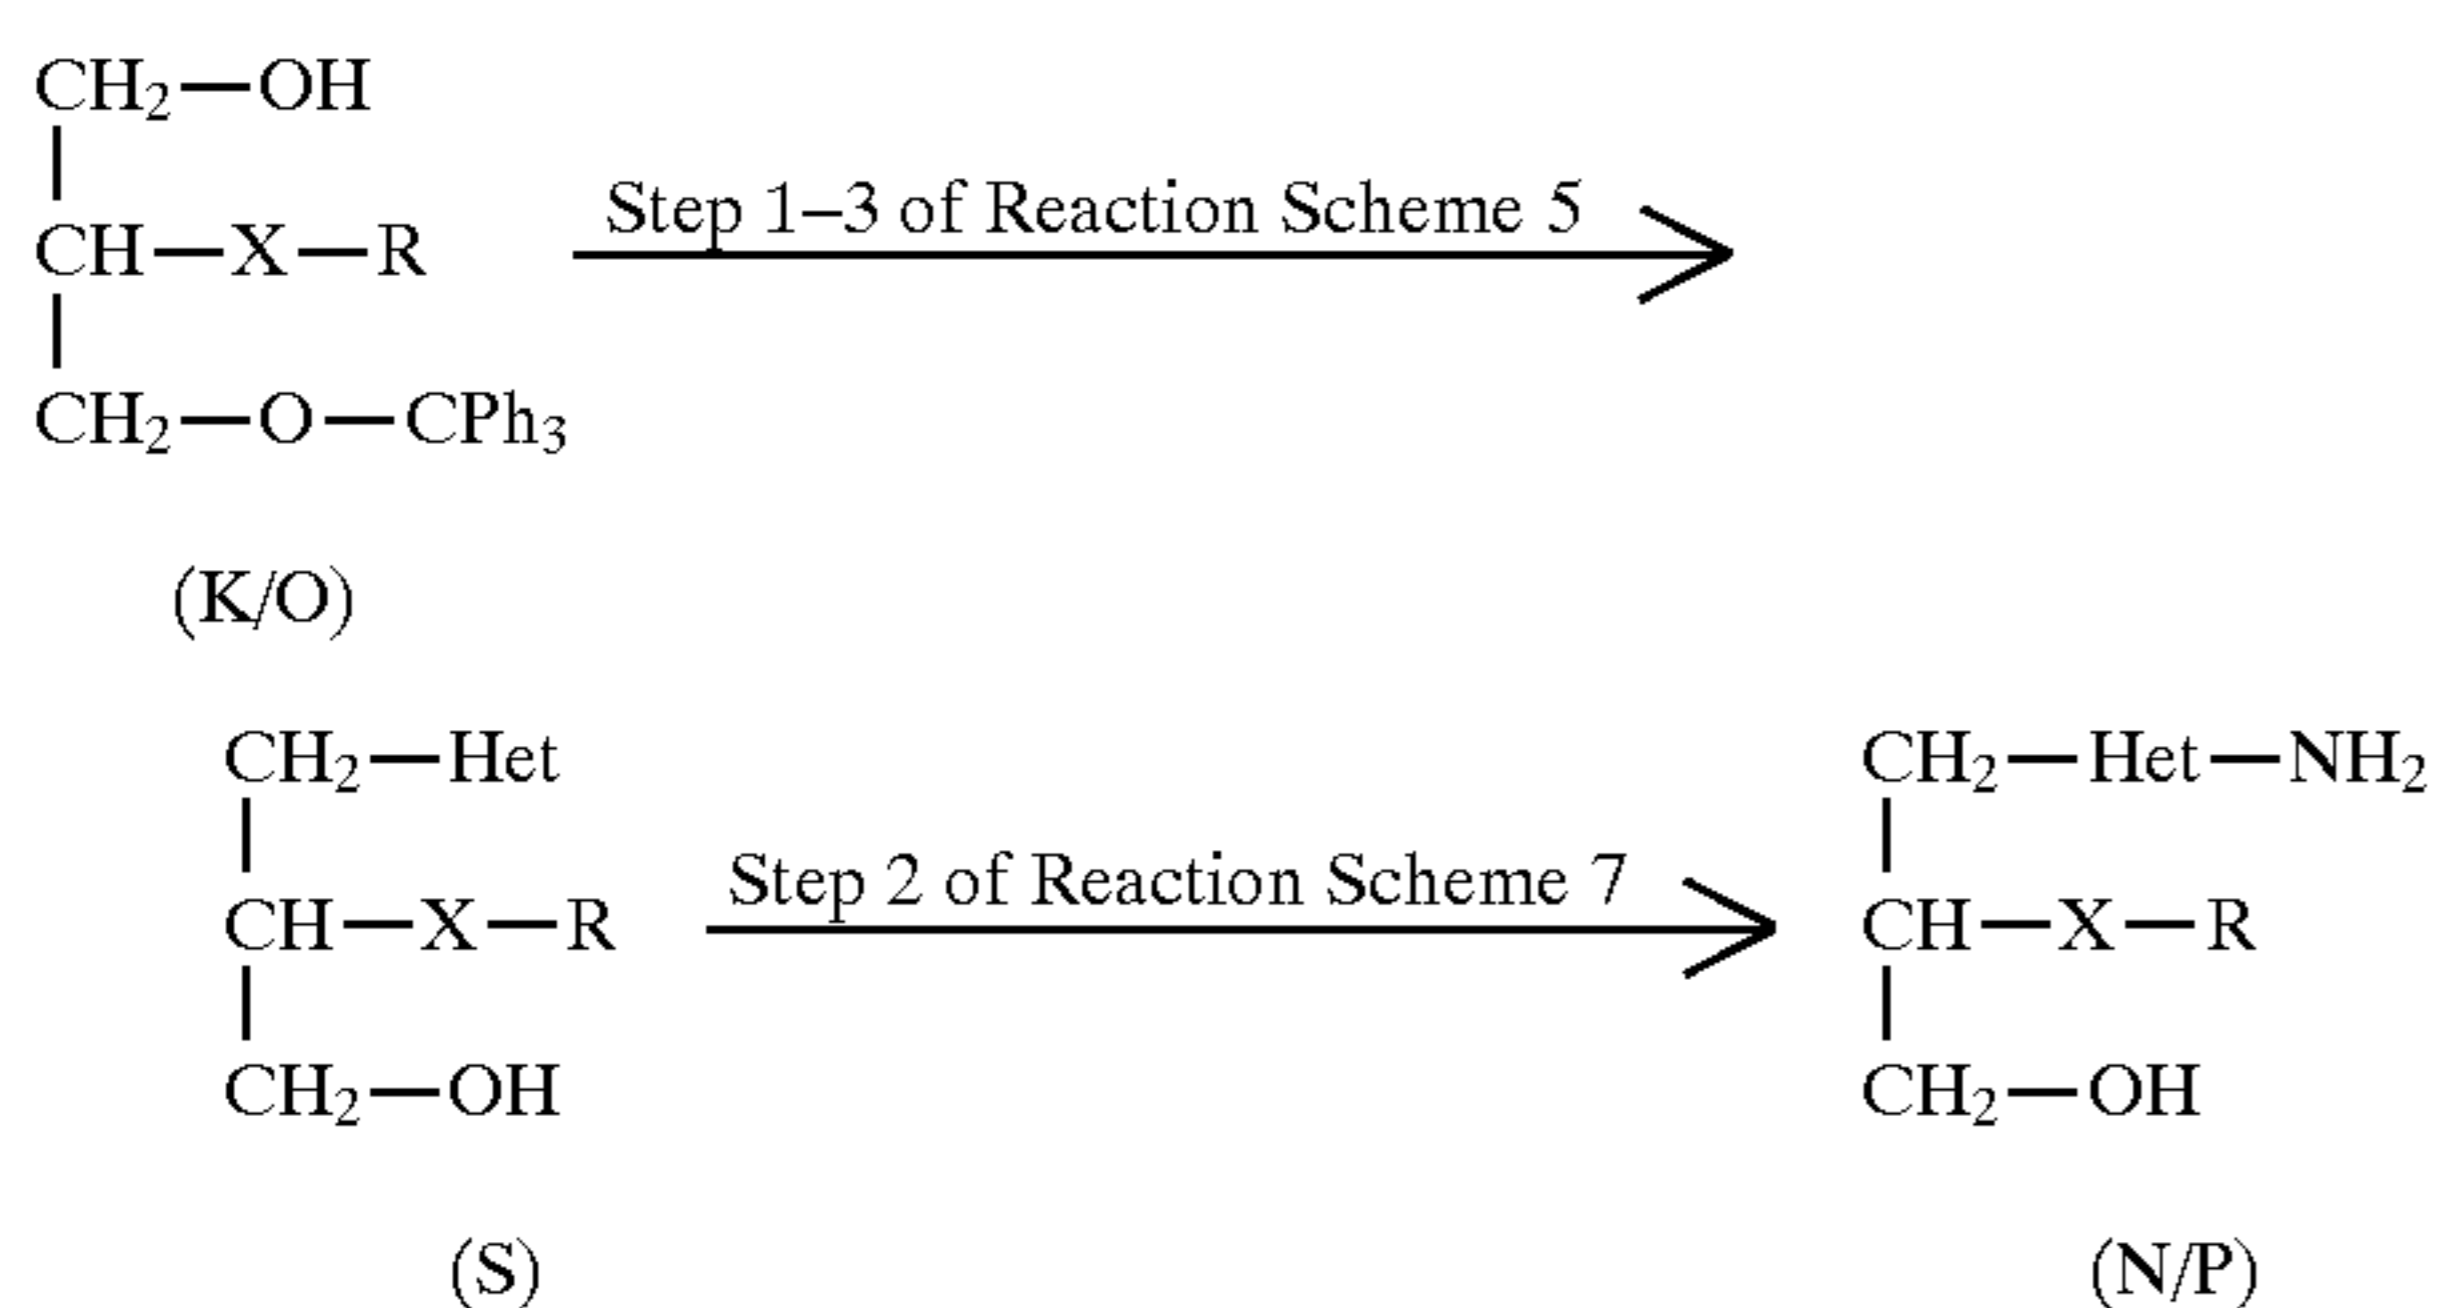 CH₂—OH
Step 1–3 of Reaction Scheme 5
CH—X—R
CH₂—O—CPh₃
(K/O)
CH₂—Het
CH₂—Het—NH₂
Step 2 of Reaction Scheme 7
CH—X—R
CH—X—R
CH₂—OH
CH₂—OH
(S)
(N/P)